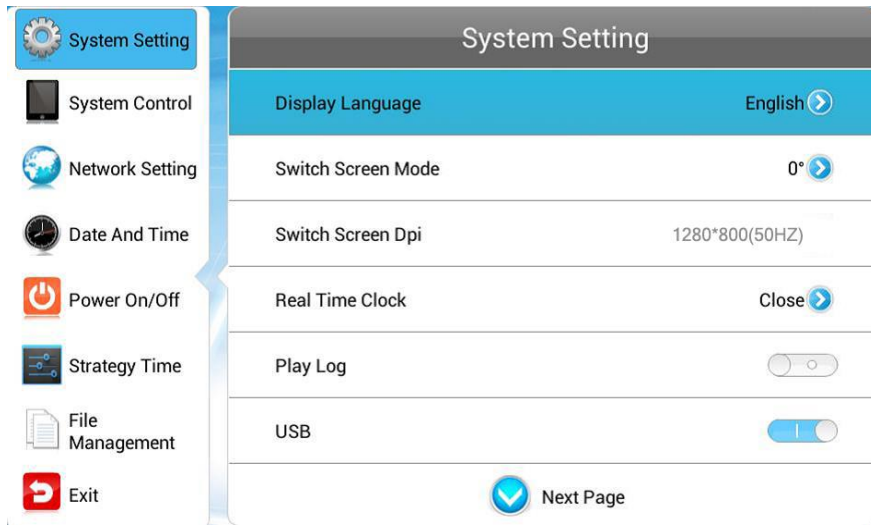 System Setting
System Control
Network Setting
Date And Time
Power On/Off
Strategy Time
File
Management
Exit
System Setting
Display Language English
Switch Screen Mode 0°
Switch Screen Dpi 1280*800(50HZ)
Real Time Clock Close
Play Log
USB
Next Page